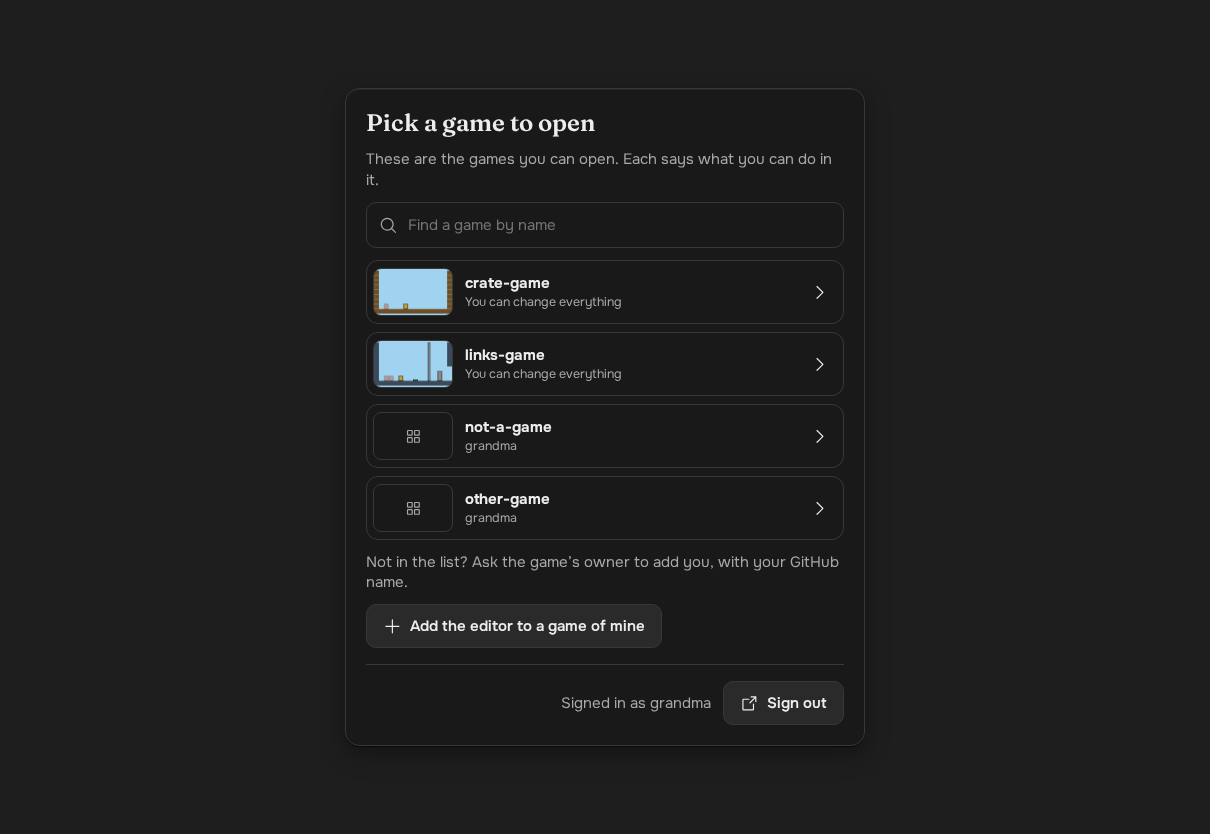 Pick a game to open
These are the games you can open. Each says what you can do in
it.
Find a game by name
crate-game
You can change everything
links-game
You can change everything
not-a-game
grandma
other-game
grandma
Not in the list? Ask the game’s owner to add you, with your GitHub
name.
Add the editor to a game of mine
Signed in as grandma
Sign out